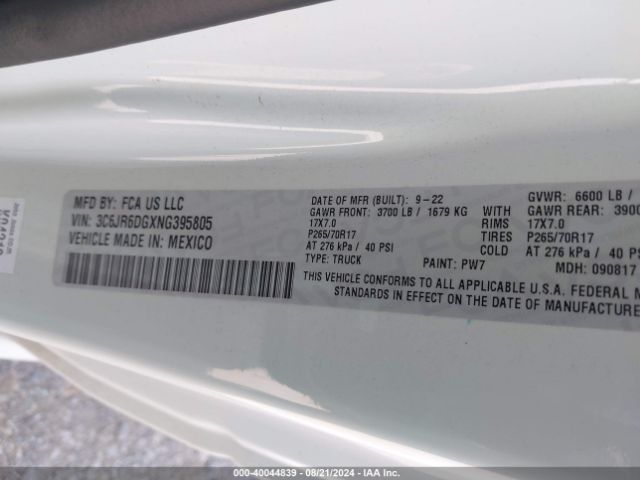 MFD BY: FCA US LLC
VIN: 3C6JR6DGXNG395805
VEHICLE MADE IN: MEXICO
DATE OF MFR (BUILT): 9-22
GAWR FRONT: 3700 LB / 1679 KG WITH
17X7.0 RIMS
P265/70R17 TIRES
AT 276 kPa / 40 PSI COLD
TYPE: TRUCK PAINT: PW7
GVWR: 6600 LB /
GAWR REAR: 3900
17X7.0
P265/70R17
AT 276 kPa / 40 PS
MDH: 090817
THIS VEHICLE CONFORMS TO ALL APPLICABLE U.S.A. FEDERAL M
STANDARDS IN EFFECT ON THE DATE OF MANUFACTURE
OWNER - 40044839 - 08/21/2024 - IAA Inc.